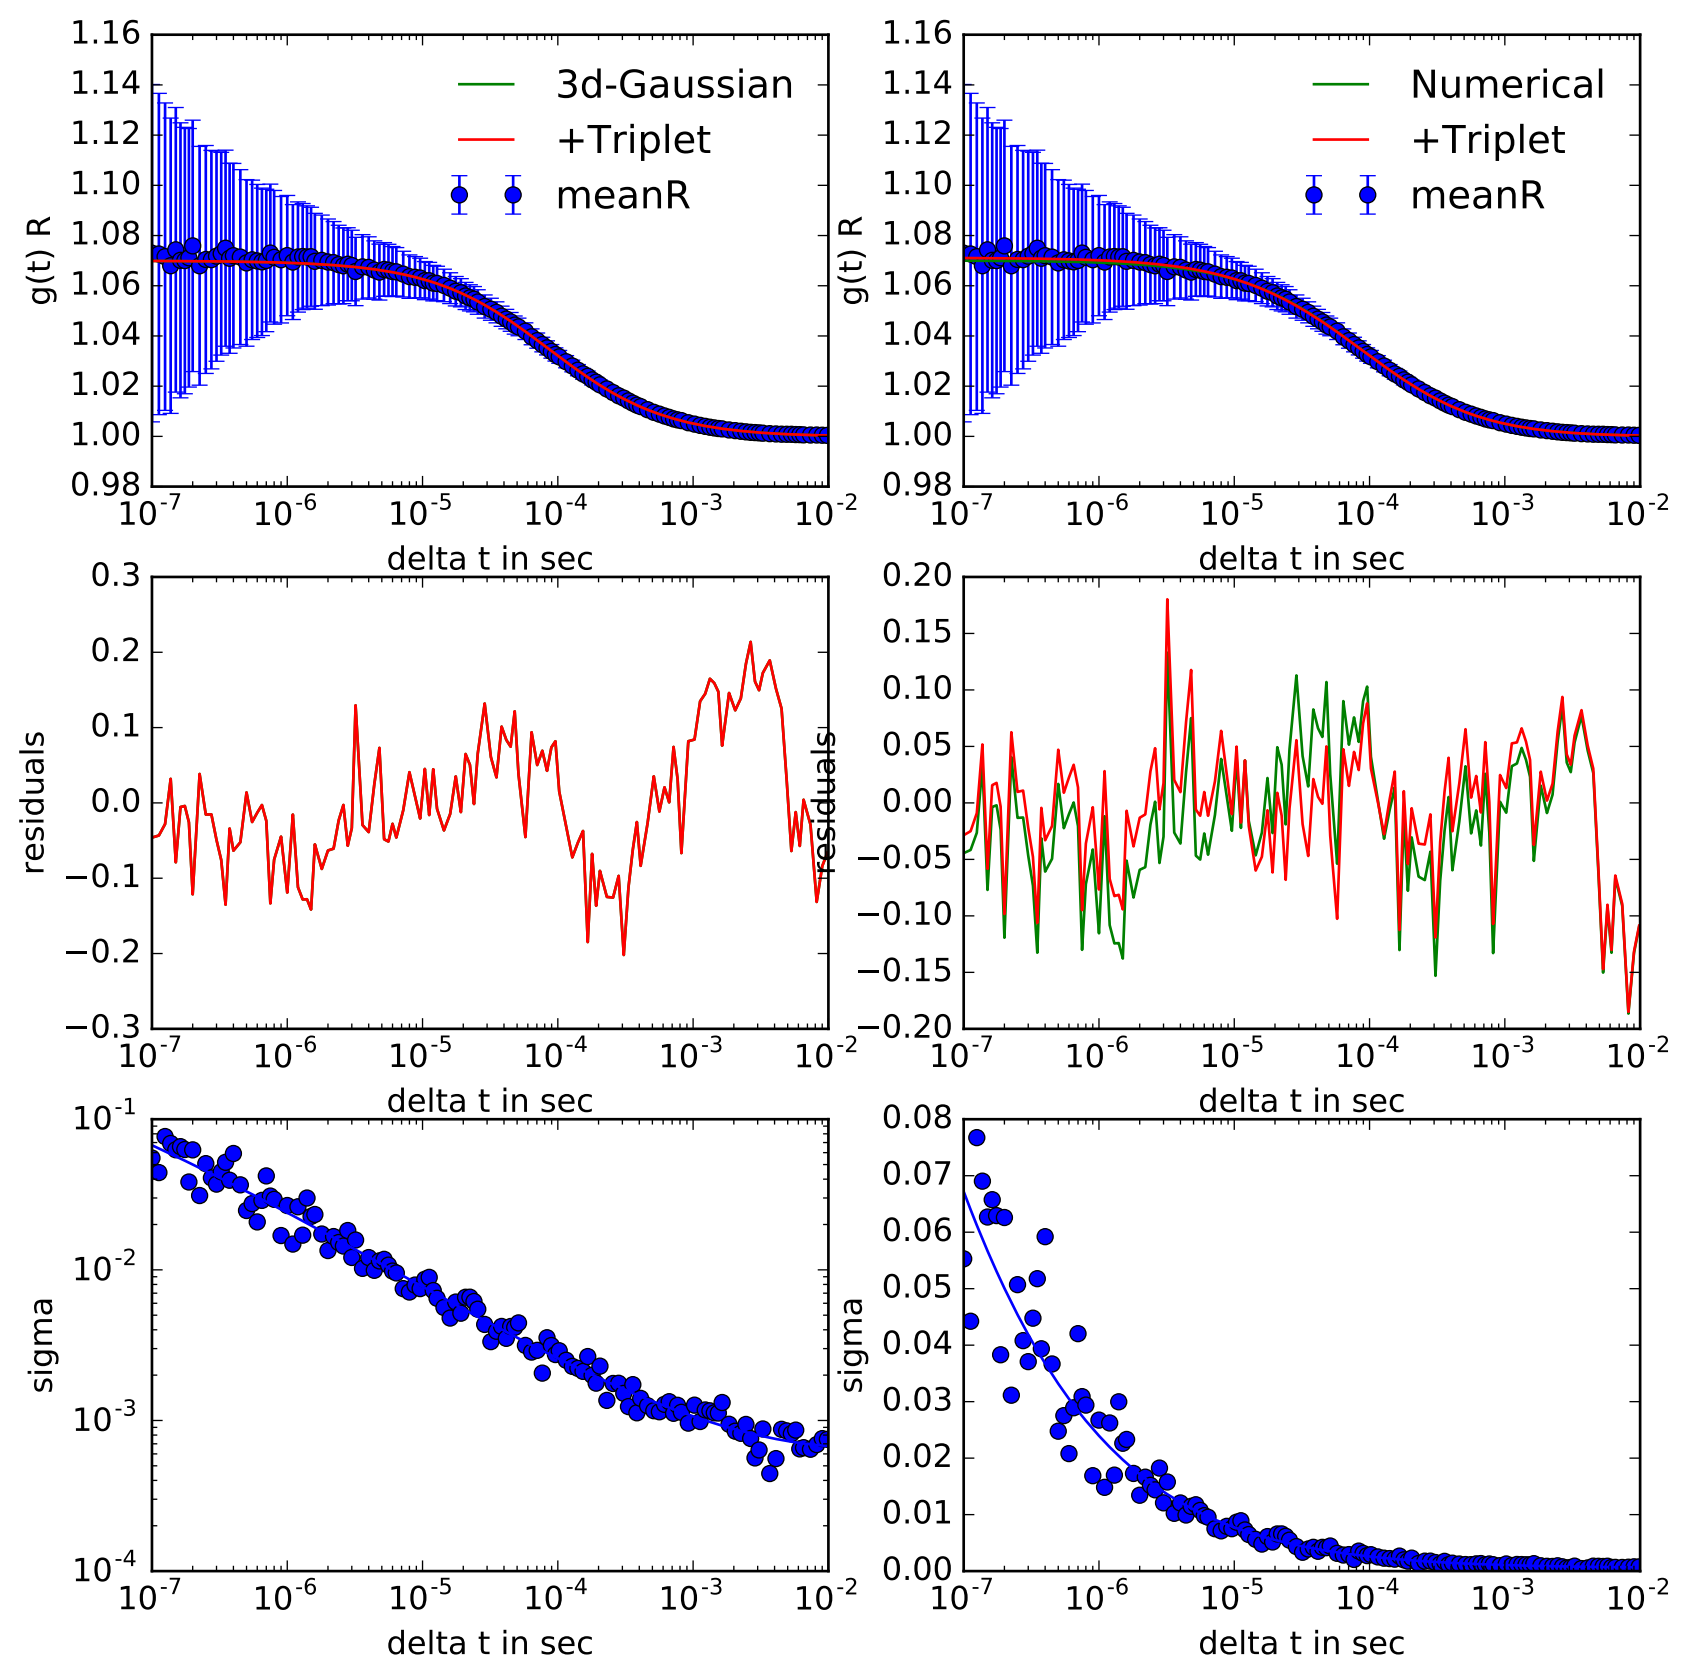 1.16
1.14
1.12
1.10
1.08
1.06
1.04
1.02
1.00
0.98
g(t) R
3d-Gaussian
+Triplet
meanR
10-7 10-6 10-5 10-4 10-3 10-2
delta t in sec
1.16
1.14
1.12
1.10
1.08
1.06
1.04
1.02
1.00
0.98
g(t) R
Numerical
+Triplet
meanR
10-7 10-6 10-5 10-4 10-3 10-2
delta t in sec
0.3
0.2
0.1
0.0
−0.1
−0.2
−0.3
residuals
10-7 10-6 10-5 10-4 10-3 10-2
delta t in sec
0.20
0.15
0.10
0.05
0.00
−0.05
−0.10
−0.15
−0.20
residuals
10-7 10-6 10-5 10-4 10-3 10-2
delta t in sec
10-1
10-2
10-3
10-4
sigma
10-7 10-6 10-5 10-4 10-3 10-2
delta t in sec
0.08
0.07
0.06
0.05
0.04
0.03
0.02
0.01
0.00
sigma
10-7 10-6 10-5 10-4 10-3 10-2
delta t in sec